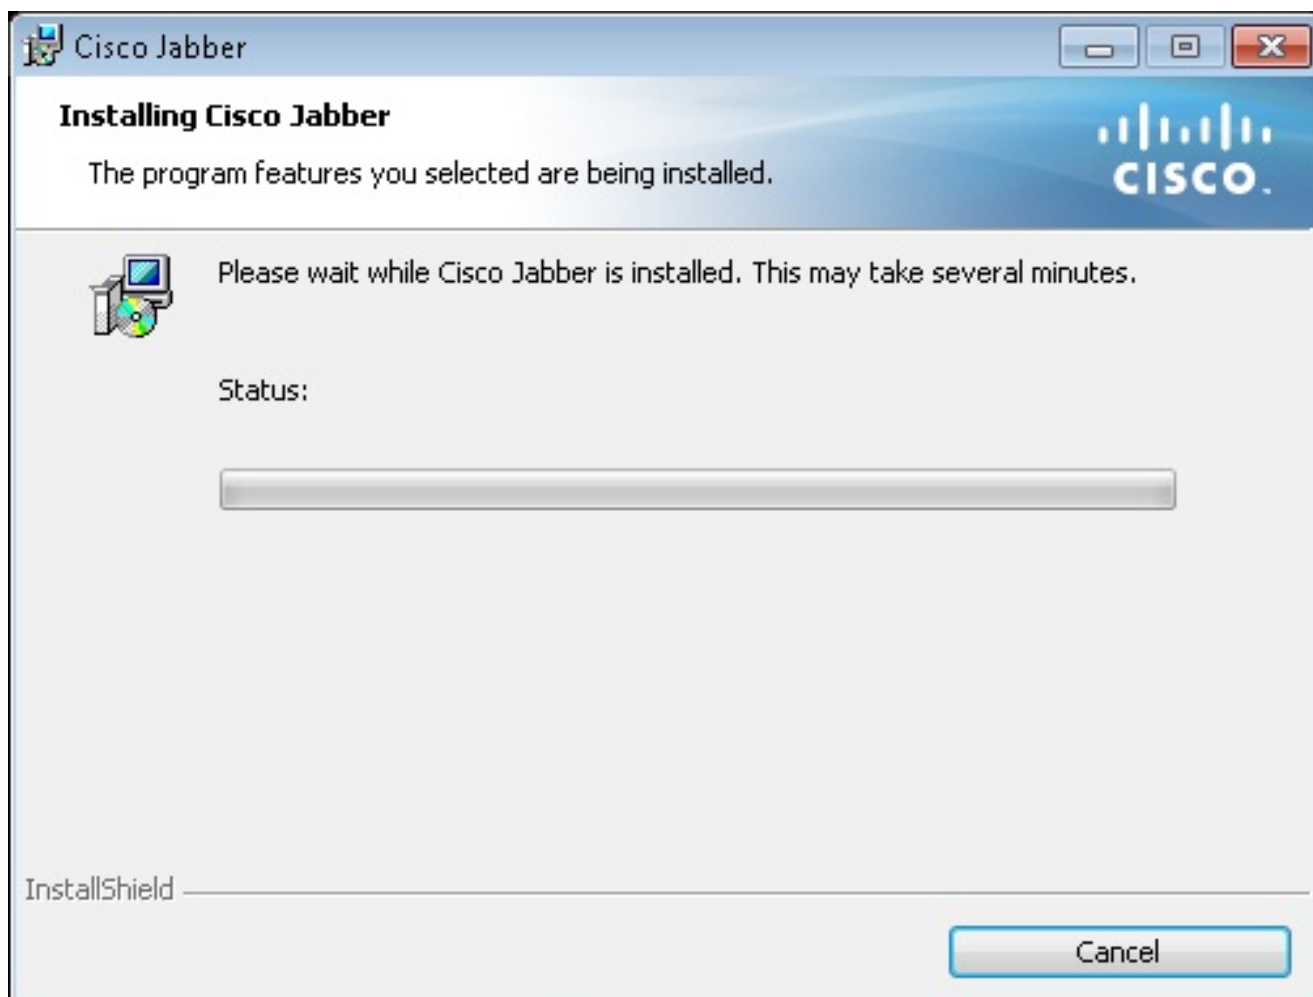 Cisco Jabber
Installing Cisco Jabber
The program features you selected are being installed.
CISCO.
Please wait while Cisco Jabber is installed. This may take several minutes.
Status:
InstallShield
Cancel